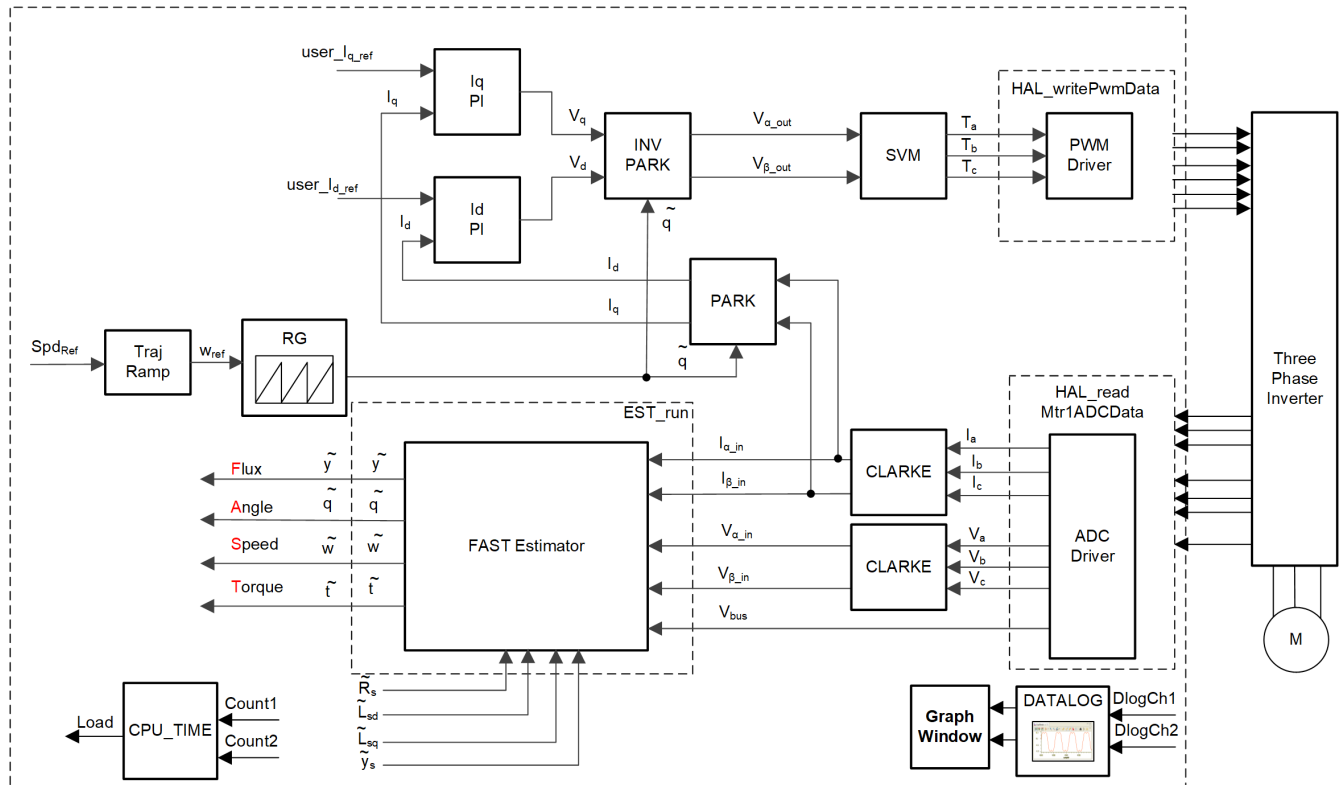 user_Iq_ref
Iq
Iq
PI
Vq
user_Id_ref
Id
Id
PI
Vd
INV
PARK
q̃
Vα_out
Vβ_out
SVM
Ta
Tb
Tc
HAL_writePwmData
PWM
Driver
Three
Phase
Inverter
M
Id
Iq
PARK
q̃
SpdRef
Traj
Ramp
wref
RG
EST_run
FAST Estimator
Flux
ỹ
ỹ
Angle
q̃
q̃
Speed
w̃
w̃
Torque
t̃
t̃
Iα_in
Iβ_in
Vα_in
Vβ_in
Vbus
CLARKE
CLARKE
HAL_read
Mtr1ADCData
Ia
Ib
Ic
Va
Vb
Vc
ADC
Driver
R̃s
L̃sd
L̃sq
ỹs
Load
CPU_TIME
Count1
Count2
Graph
Window
DATALOG
DlogCh1
DlogCh2